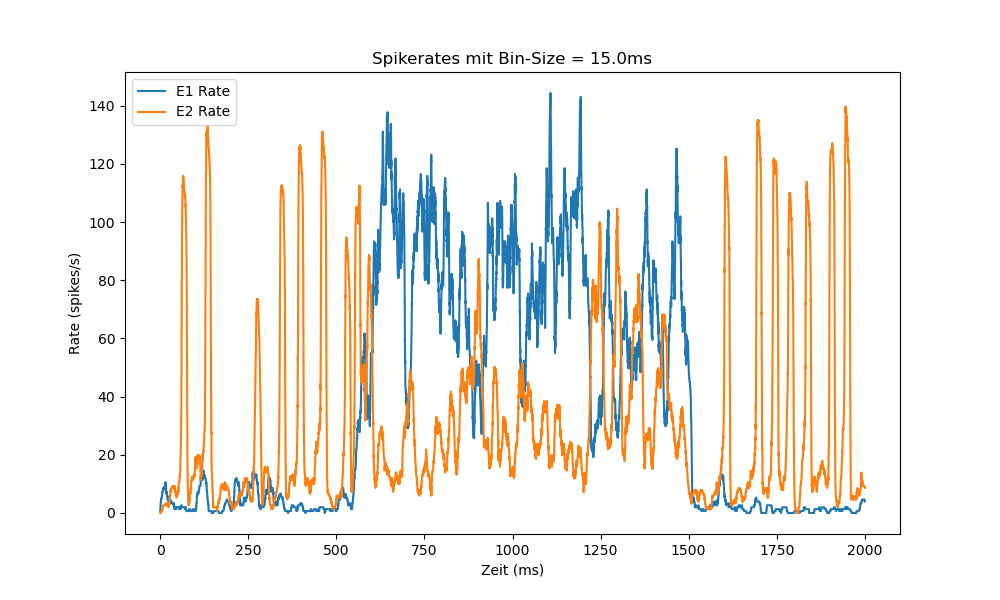 Spikerates mit Bin-Size = 15.0ms
E1 Rate
E2 Rate
Rate (spikes/s)
140
120
100
80
60
40
20
0
0 250 500 750 1000 1250 1500 1750 2000
Zeit (ms)